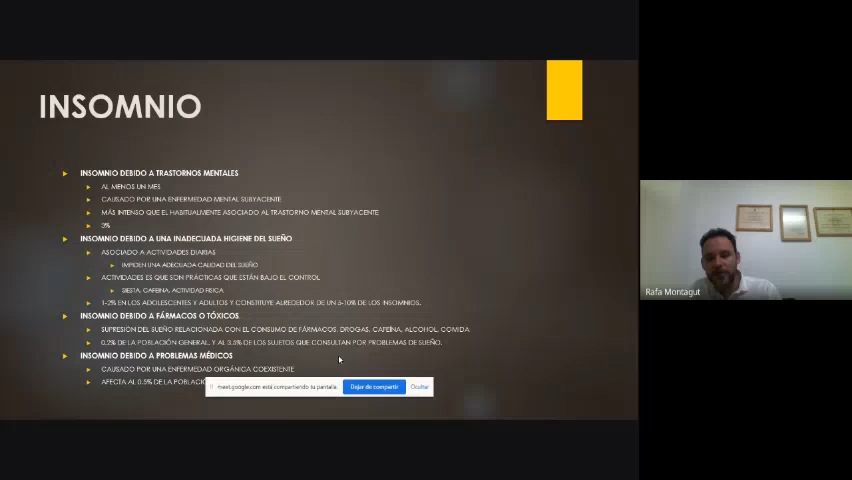 INSOMNIO
INSOMNIO DEBIDO A TRASTORNOS MENTALES
AL MENOS UN MES
CAUSADO POR UNA ENFERMEDAD MENTAL SUBYACENTE
MÁS INTENSO QUE EL HABITUALMENTE ASOCIADO AL TRASTORNO MENTAL SUBYACENTE
3%
INSOMNIO DEBIDO A UNA INADECUADA HIGIENE DEL SUEÑO
ASOCIADO A ACTIVIDADES DIARIAS
IMPIDEN UNA ADECUADA CALIDAD DEL SUEÑO
ACTIVIDADES ES QUE SON PRÁCTICAS QUE ESTÁN BAJO EL CONTROL
SIESTA, CAFEINA, ACTIVIDAD FISICA
1-2% EN LOS ADOLESCENTES Y ADULTOS Y CONSTITUYE ALREDEDOR DE UN 5-10% DE LOS INSOMNIOS.
INSOMNIO DEBIDO A FÁRMACOS O TÓXICOS
SUPRESIÓN DEL SUEÑO RELACIONADA CON EL CONSUMO DE FÁRMACOS, DROGAS, CAFEÍNA, ALCOHOL, COMIDA
0,2% DE LA POBLACIÓN GENERAL, Y AL 3.5% DE LOS SUJETOS QUE CONSULTAN POR PROBLEMAS DE SUEÑO.
INSOMNIO DEBIDO A PROBLEMAS MÉDICOS
CAUSADO POR UNA ENFERMEDAD ORGÁNICA COEXISTENTE
AFECTA AL 0.5% DE LA
meet.google.com está compartiendo tu pantalla. Dejar de compartir Ocultar
Rafa Montagut